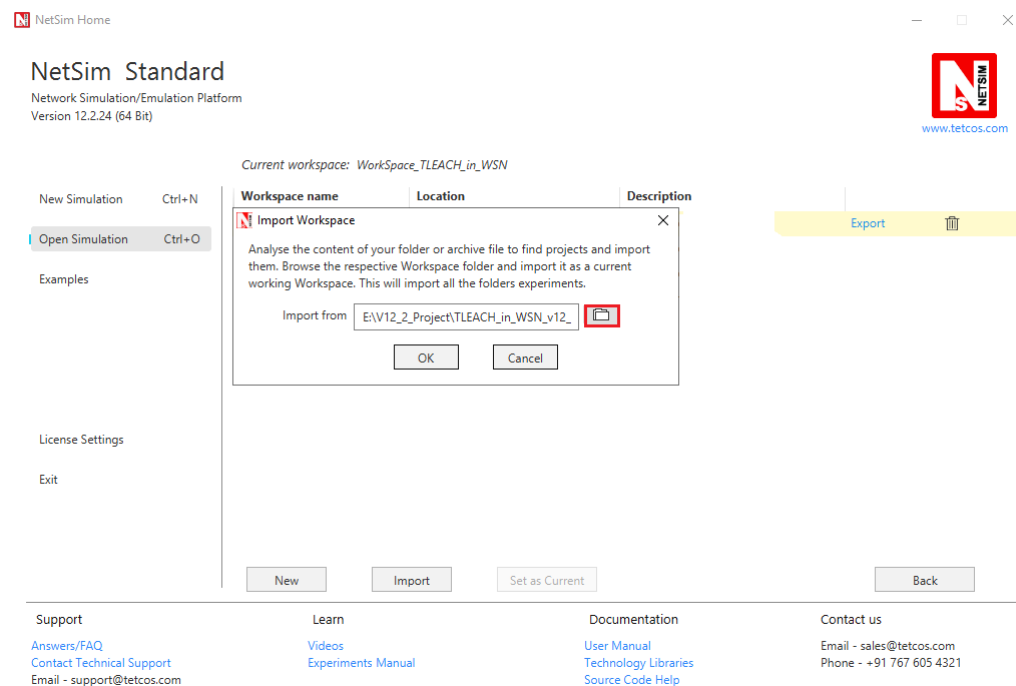 NetSim Home
NetSim Standard
Network Simulation/Emulation Platform
Version 12.2.24 (64 Bit)
NETSIM
N
S
www.tetcos.com
Current workspace: WorkSpace_TLEACH_in_WSN
New Simulation Ctrl+N
Open Simulation Ctrl+O
Examples
License Settings
Exit
Workspace name Location Description
Export
Import Workspace
Analyse the content of your folder or archive file to find projects and import
them. Browse the respective Workspace folder and import it as a current
working Workspace. This will import all the folders experiments.
Import from E:\V12_2_Project\TLEACH_in_WSN_v12_
OK Cancel
New Import Set as Current Back
Support
Answers/FAQ
Contact Technical Support
Email - support@tetcos.com
Learn
Videos
Experiments Manual
Documentation
User Manual
Technology Libraries
Source Code Help
Contact us
Email - sales@tetcos.com
Phone - +91 767 605 4321